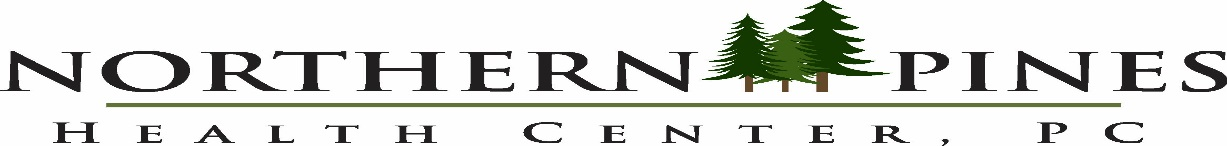 NORTHERN PINES
HEALTH CENTER, PC